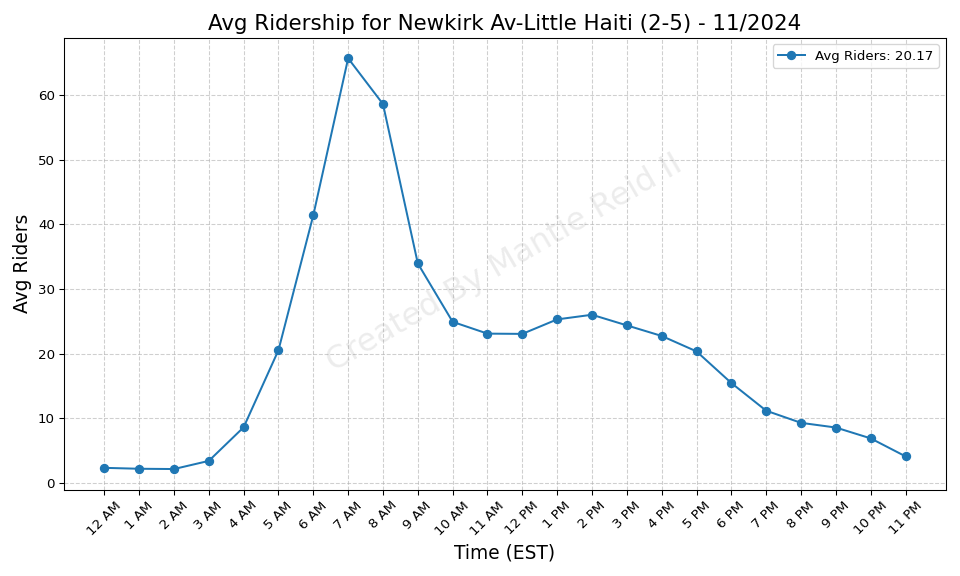 Avg Ridership for Newkirk Av-Little Haiti (2-5) - 11/2024
Avg Riders: 20.17
Avg Riders
60
50
40
30
20
10
0
Created By Mantie Reid II
12 AM
1 AM
2 AM
3 AM
4 AM
5 AM
6 AM
7 AM
8 AM
9 AM
10 AM
11 AM
12 PM
1 PM
2 PM
3 PM
4 PM
5 PM
6 PM
7 PM
8 PM
9 PM
10 PM
11 PM
Time (EST)